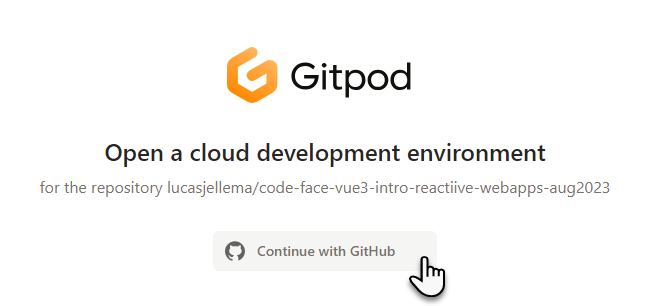 Gitpod
Open a cloud development environment
for the repository lucasjellema/code-face-vue3-intro-reactiive-webapps-aug2023
Continue with GitHub